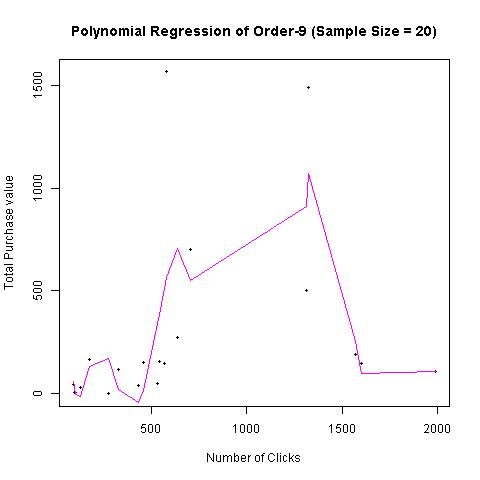 Polynomial Regression of Order-9 (Sample Size = 20)
Total Purchase value
1500
1000
500
0
500
1000
1500
2000
Number of Clicks